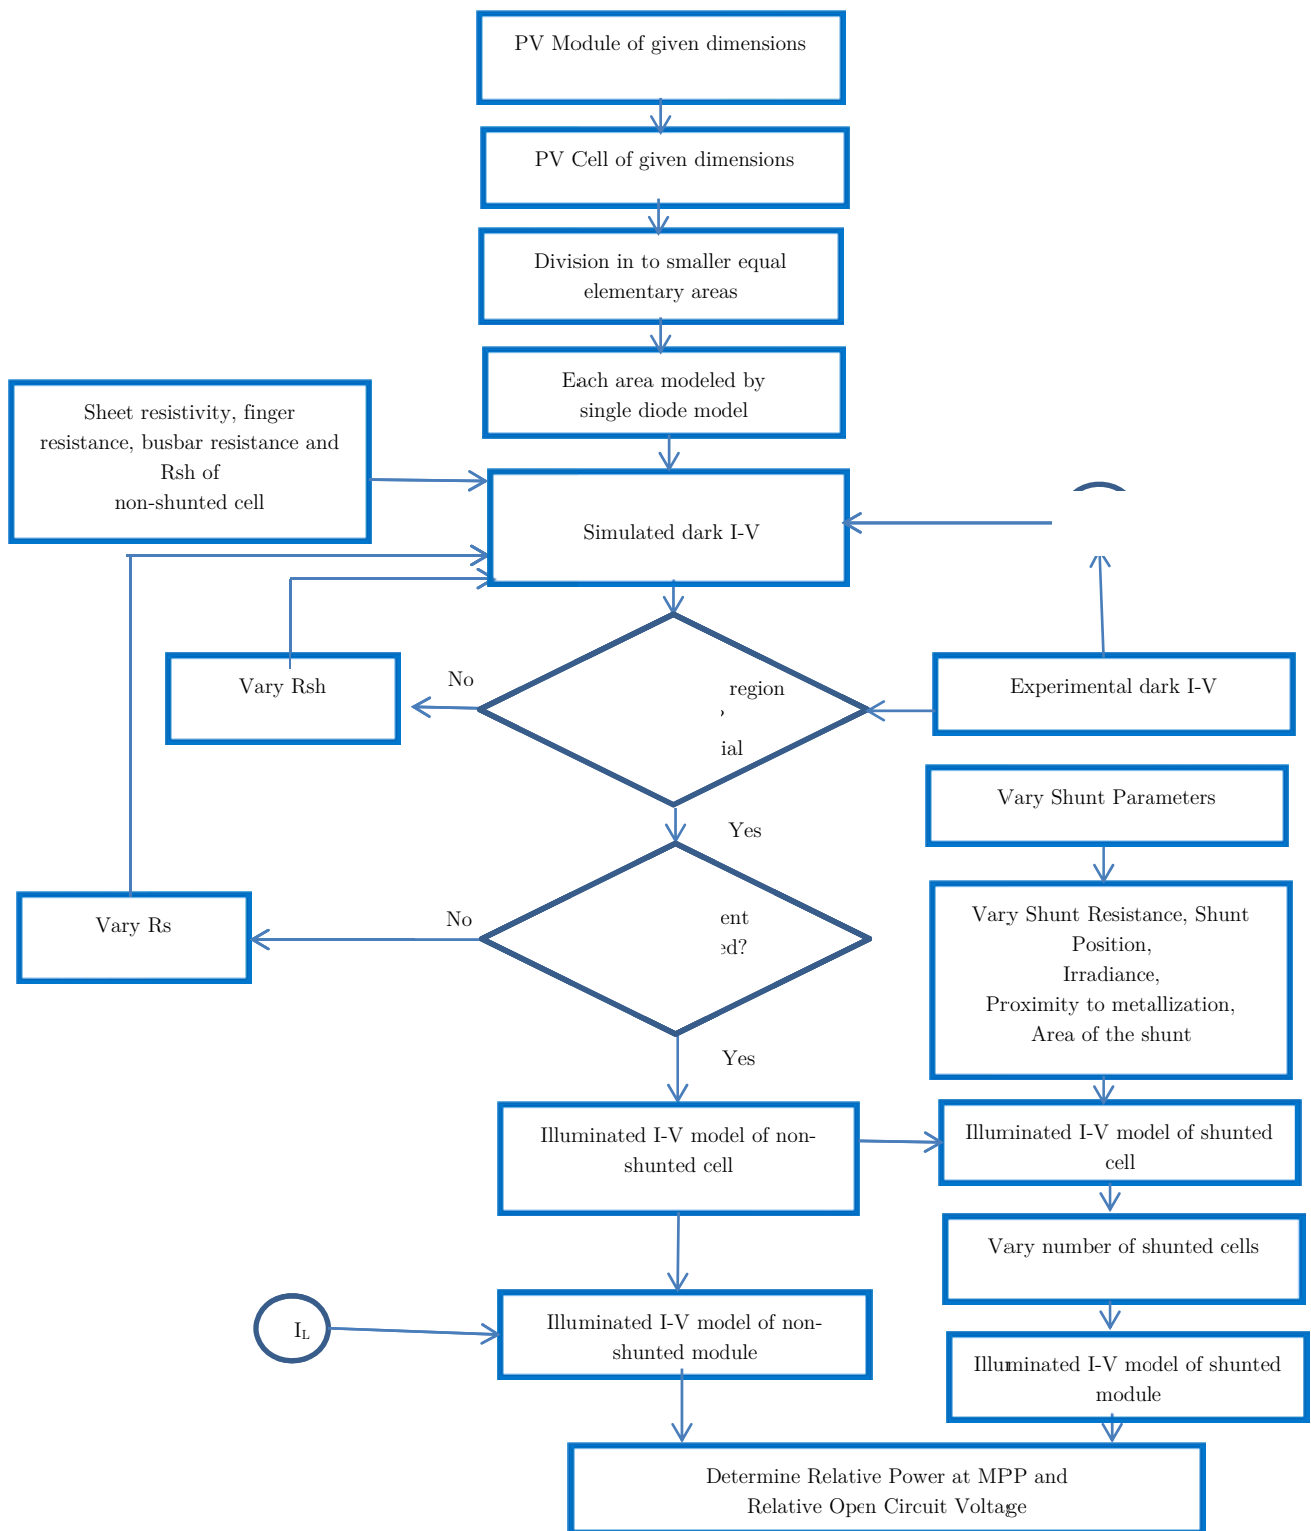 PV Module of given dimensions
PV Cell of given dimensions
Division in to smaller equal
elementary areas
Each area modeled by
single diode model
Sheet resistivity, finger
resistance, busbar resistance and
Rsh of
non-shunted cell
Simulated dark I-V
No
Vary Rsh
region
Experimental dark I-V
Vary Shunt Parameters
Yes
No
Vary Rs
Vary Shunt Resistance, Shunt
Position,
Irradiance,
Proximity to metallization,
Area of the shunt
Yes
Illuminated I-V model of non-
shunted cell
Illuminated I-V model of shunted
cell
Vary number of shunted cells
I_L
Illuminated I-V model of non-
shunted module
Illuminated I-V model of shunted
module
Determine Relative Power at MPP and
Relative Open Circuit Voltage